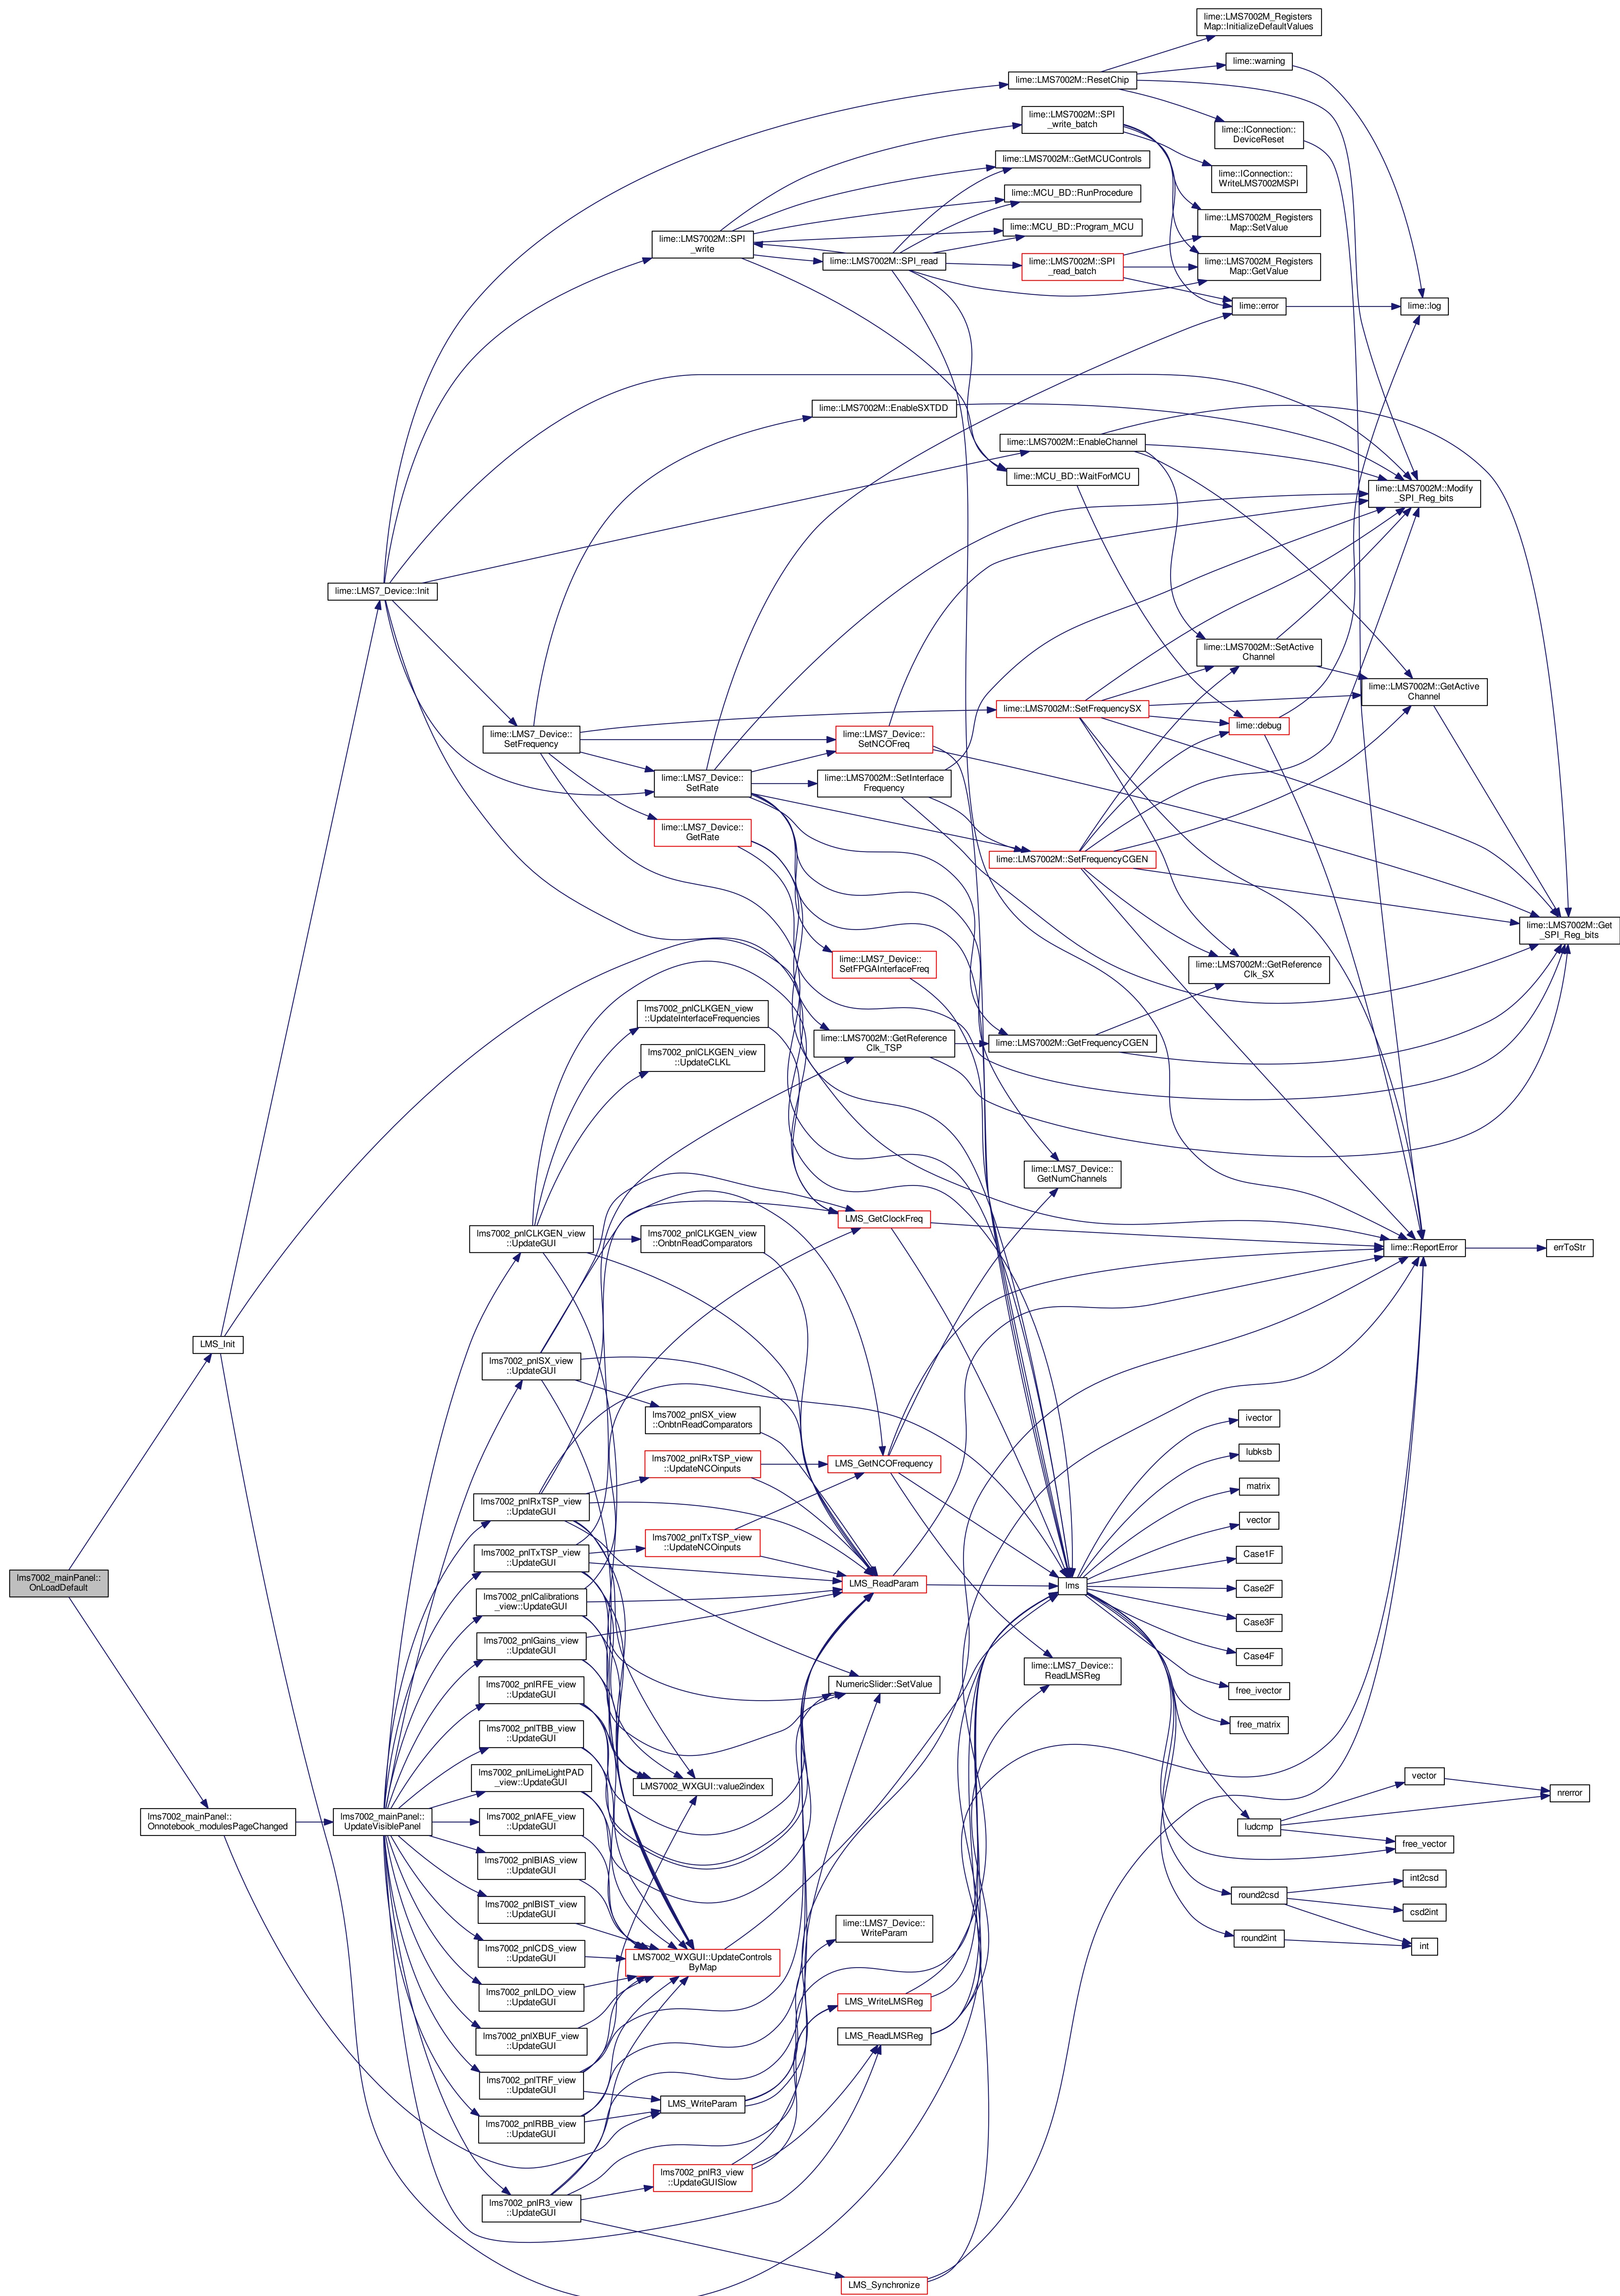 lime::LMS7002M_Registers
Map::InitializeDefaultValues
lime::warning
lime::LMS7002M::ResetChip
lime::LMS7002M::SPI
_write_batch
lime::IConnection::
DeviceReset
lime::LMS7002M::GetMCUControls
lime::IConnection::
WriteLMS7002MSPI
lime::MCU_BD::RunProcedure
lime::LMS7002M_Registers
Map::SetValue
lime::MCU_BD::Program_MCU
lime::LMS7002M::SPI
_write
lime::LMS7002M::SPI_read
lime::LMS7002M::SPI
_read_batch
lime::LMS7002M_Registers
Map::GetValue
lime::error
lime::log
lime::LMS7002M::EnableSXTDD
lime::LMS7002M::EnableChannel
lime::MCU_BD::WaitForMCU
lime::LMS7002M::Modify
_SPI_Reg_bits
lime::LMS7_Device::Init
lime::LMS7002M::SetActive
Channel
lime::LMS7002M::GetActive
Channel
lime::LMS7002M::SetFrequencySX
lime::debug
lime::LMS7_Device::
SetFrequency
lime::LMS7_Device::
SetNCOFreq
lime::LMS7_Device::
SetRate
lime::LMS7002M::SetInterface
Frequency
lime::LMS7_Device::
GetRate
lime::LMS7002M::SetFrequencyCGEN
lime::LMS7002M::Get
_SPI_Reg_bits
lime::LMS7_Device::
SetFPGAInterfaceFreq
lime::LMS7002M::GetReference
Clk_SX
lms7002_pnlCLKGEN_view
::UpdateInterfaceFrequencies
lime::LMS7002M::GetReference
Clk_TSP
lime::LMS7002M::GetFrequencyCGEN
lms7002_pnlCLKGEN_view
::UpdateCLKL
lime::LMS7_Device::
GetNumChannels
LMS_GetClockFreq
lms7002_pnlCLKGEN_view
::UpdateGUI
lms7002_pnlCLKGEN_view
::OnbtnReadComparators
lime::ReportError
errToStr
LMS_Init
lms7002_pnlSX_view
::UpdateGUI
lms7002_pnlSX_view
::OnbtnReadComparators
ivector
lubksb
lms7002_pnlRxTSP_view
::UpdateNCOinputs
LMS_GetNCOFrequency
matrix
lms7002_pnlRxTSP_view
::UpdateGUI
vector
lms7002_pnlTxTSP_view
::UpdateNCOinputs
lms7002_pnlTxTSP_view
::UpdateGUI
Case1F
lms7002_mainPanel::
OnLoadDefault
LMS_ReadParam
lms
Case2F
lms7002_pnlCalibrations
_view::UpdateGUI
Case3F
lms7002_pnlGains_view
::UpdateGUI
Case4F
lime::LMS7_Device::
ReadLMSReg
lms7002_pnlRFE_view
::UpdateGUI
NumericSlider::SetValue
free_ivector
free_matrix
lms7002_pnlTBB_view
::UpdateGUI
lms7002_pnlLimeLightPAD
_view::UpdateGUI
LMS7002_WXGUI::value2index
vector
nrerror
lms7002_mainPanel::
Onnotebook_modulesPageChanged
lms7002_mainPanel::
UpdateVisiblePanel
lms7002_pnlAFE_view
::UpdateGUI
ludcmp
free_vector
lms7002_pnlBIAS_view
::UpdateGUI
int2csd
round2csd
lms7002_pnlBIST_view
::UpdateGUI
csd2int
lime::LMS7_Device::
WriteParam
round2int
int
lms7002_pnlCDS_view
::UpdateGUI
LMS7002_WXGUI::UpdateControls
ByMap
lms7002_pnlLDO_view
::UpdateGUI
LMS_WriteLMSReg
lms7002_pnlXBUF_view
::UpdateGUI
LMS_ReadLMSReg
lms7002_pnlTRF_view
::UpdateGUI
LMS_WriteParam
lms7002_pnlRBB_view
::UpdateGUI
lms7002_pnlR3_view
::UpdateGUISlow
lms7002_pnlR3_view
::UpdateGUI
LMS_Synchronize